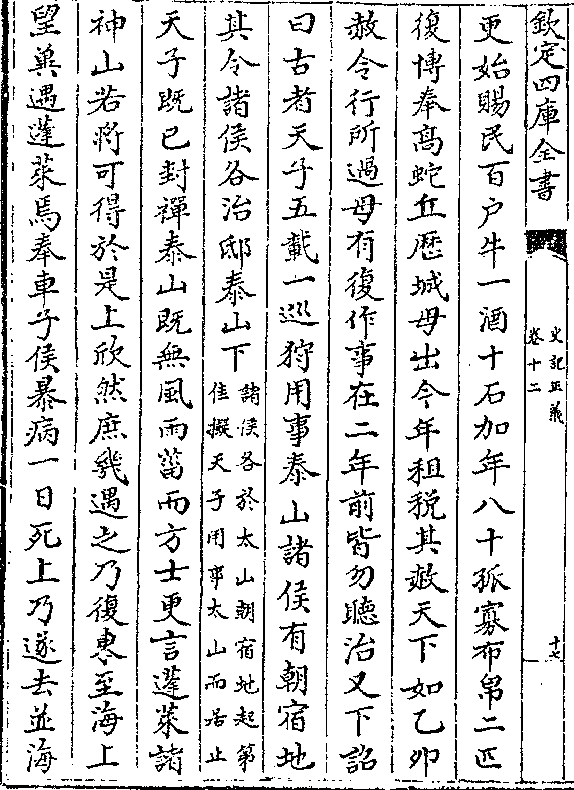 欽定四庫全書
史記正義
卷十二
十七
更始賜民百户牛一酒十石加年八十孤寡布帛二匹
復博奉髙蛇丘歴城毋出今年租税其赦天下如乙卯
赦令行所過毋有復作事在二年前皆勿聽治又下詔
曰古者天子五載一巡狩用事泰山諸侯有朝宿地
其令諸侯各治邸泰山下
諸侯各於太山朝宿地起第
佳擬天子用事太山而居止
天子既已封禪泰山既無風雨菑而方士更言蓬萊諸
神山若將可得於是上欣然庶幾遇之乃復東至海上
望兾遇蓬萊焉奉車子侯暴病一日死上乃遂去並海